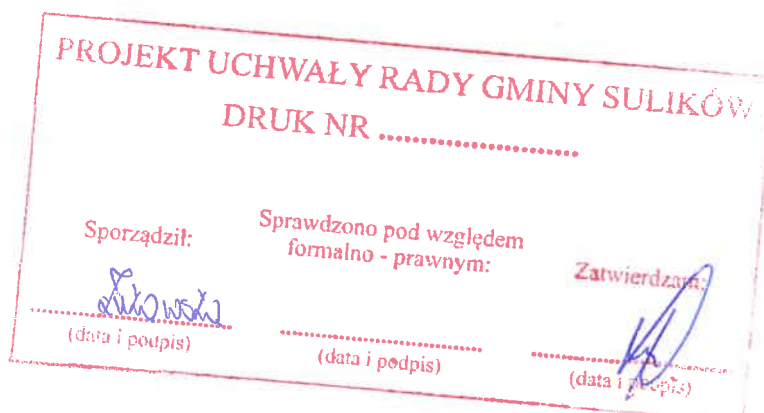 PROJEKT UCHWAŁY RADY GMINY SULIKÓW
DRUK NR ..............................
Sporządził:
Sprawdzono pod względem
formalno - prawnym:
Zatwierdzam:
(data i podpis)
(data i podpis)
(data i podpis)